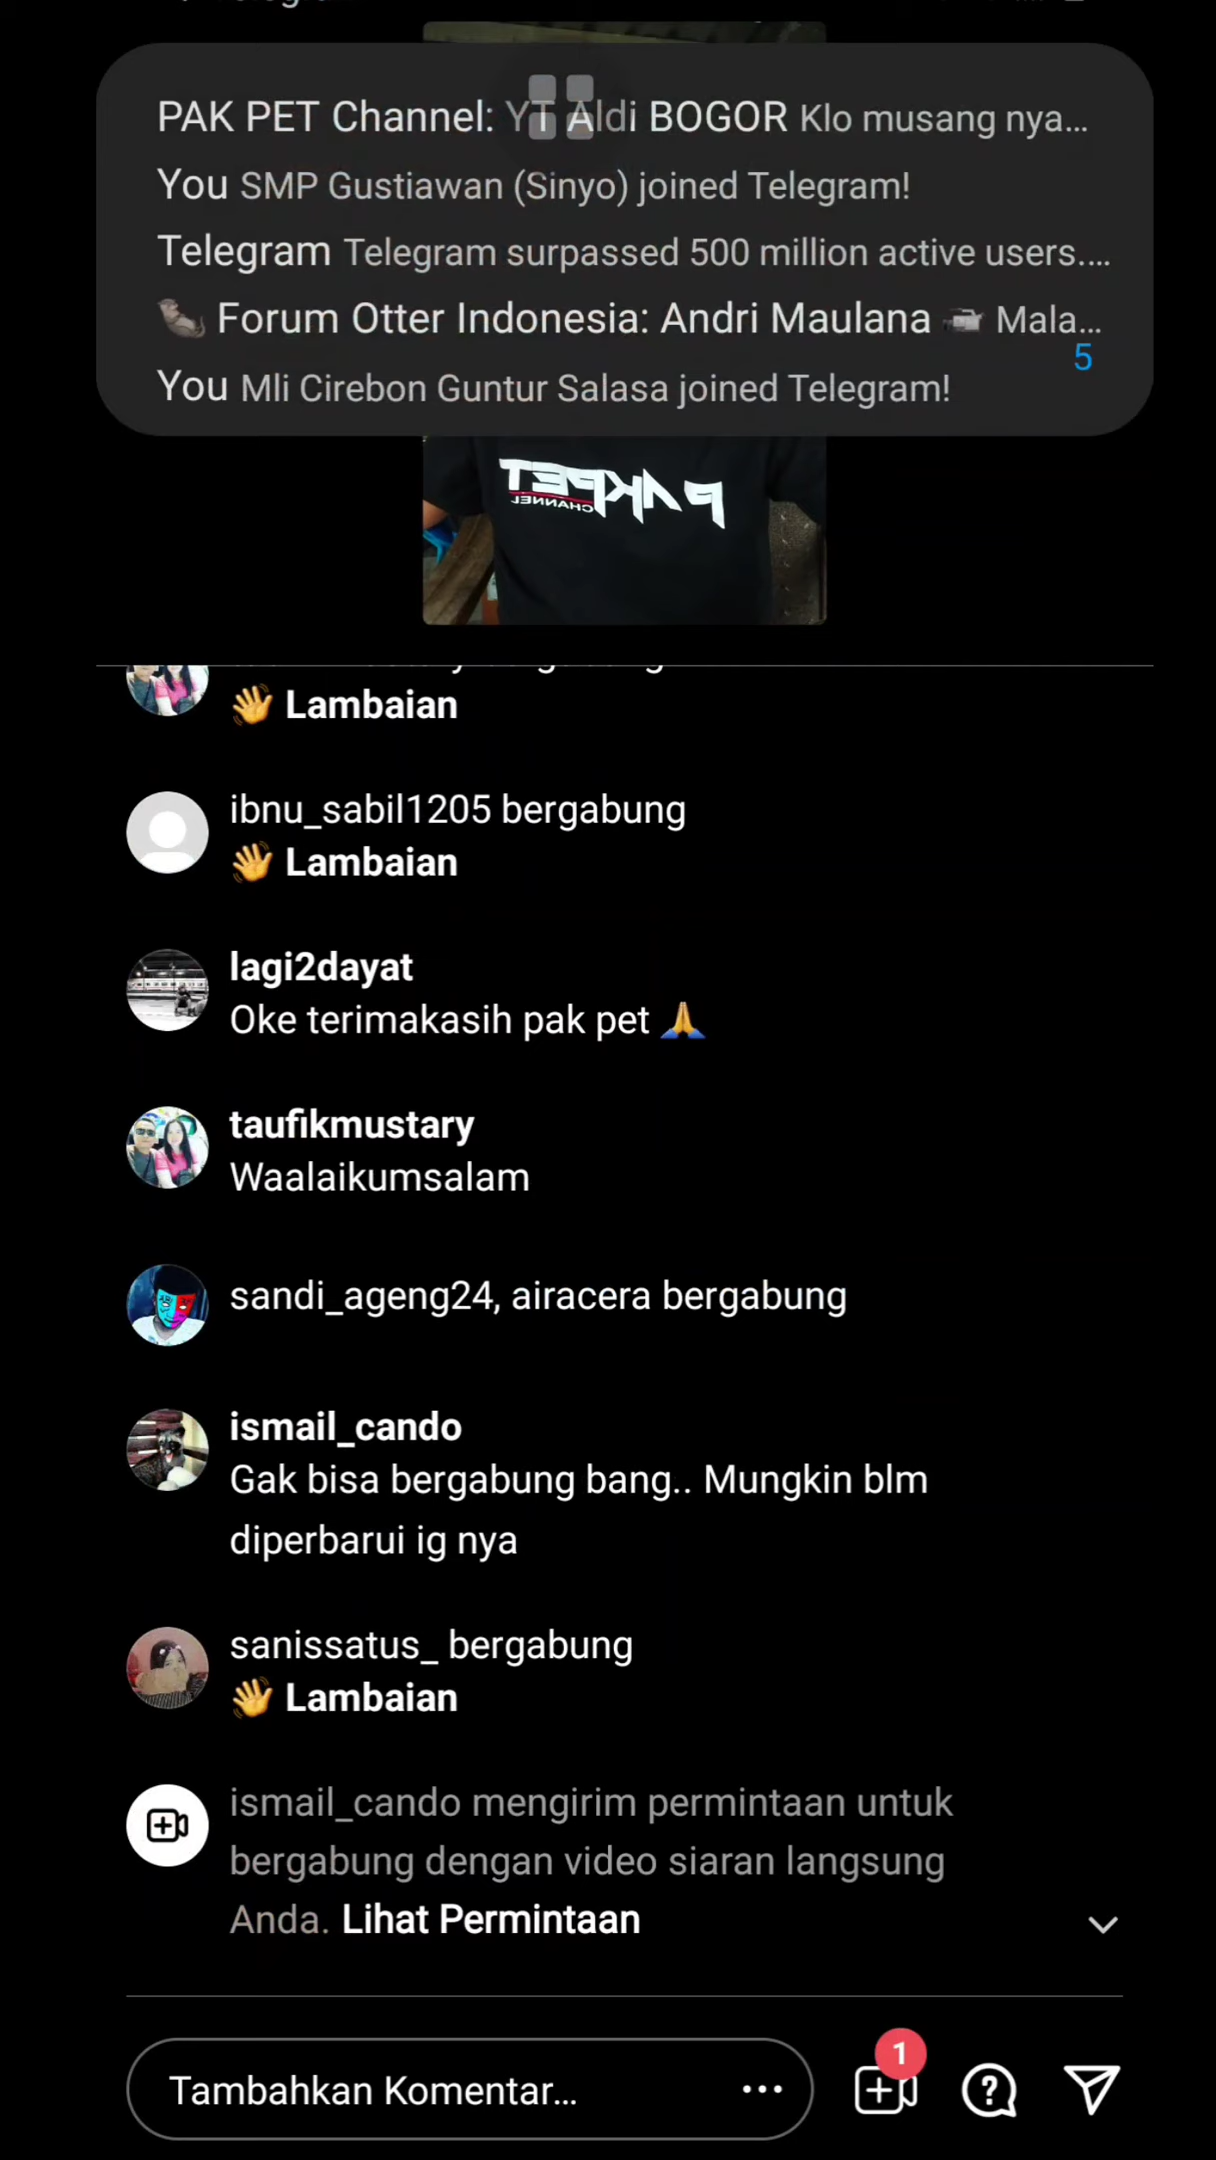 PAK PET Channel: YT Aldi BOGOR Klo musang nya...
You SMP Gustiawan (Sinyo) joined Telegram!
Telegram Telegram surpassed 500 million active users....
Forum Otter Indonesia: Andri Maulana Mala...
5
You Mli Cirebon Guntur Salasa joined Telegram!
PAKPET
CHANNEL
👋 Lambaian
ibnu_sabil1205 bergabung
👋 Lambaian
lagi2dayat
Oke terimakasih pak pet 🙏
taufikmustary
Waalaikumsalam
sandi_ageng24, airacera bergabung
ismail_cando
Gak bisa bergabung bang.. Mungkin blm
diperbarui ig nya
sanissatus_ bergabung
👋 Lambaian
ismail_cando mengirim permintaan untuk
bergabung dengan video siaran langsung
Anda. Lihat Permintaan
Tambahkan Komentar...
1